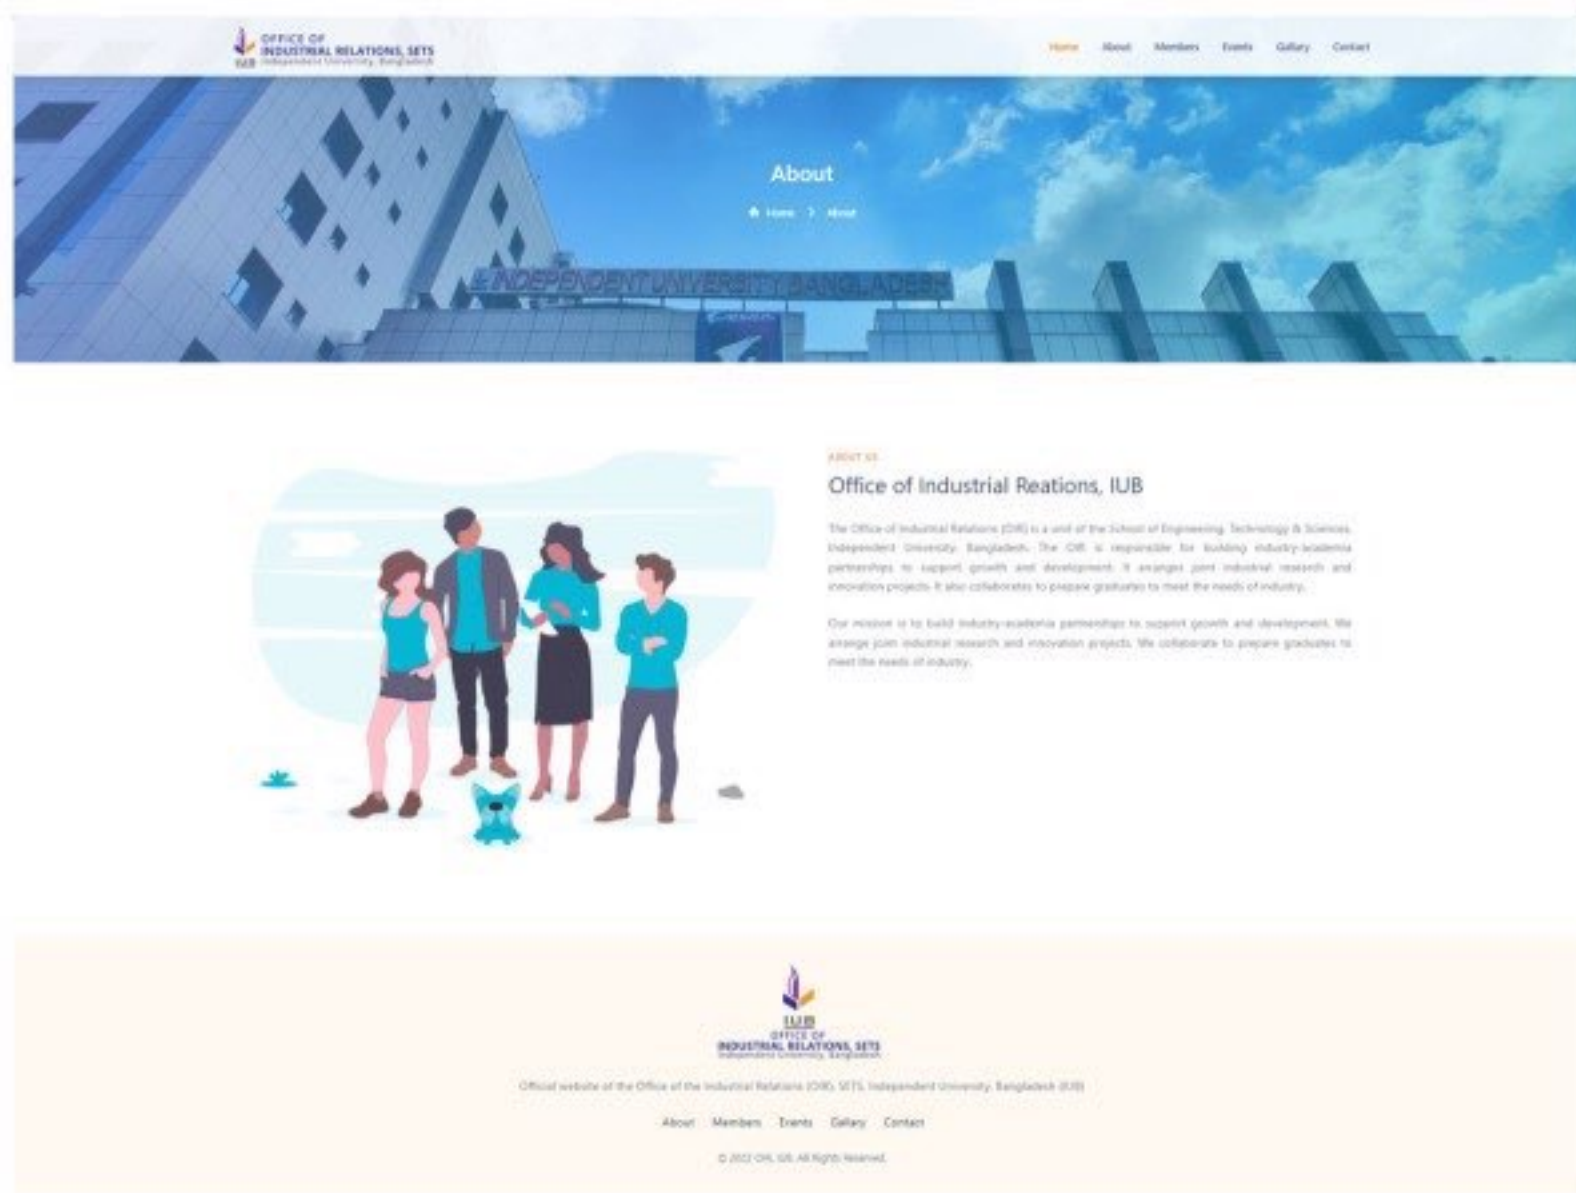 OFFICE OF
INDUSTRIAL RELATIONS, SETS
IUB Independent University, Bangladesh
Home About Members Events Gallary Contact
About
Home > About
INDEPENDENT UNIVERSITY BANGLADESH
ABOUT US
Office of Industrial Reations, IUB
The Office of Industrial Relations (OIR) is a unit of the School of Engineering, Technology & Sciences,
Independent University, Bangladesh. The OIR is responsible for building industry-academia
partnerships to support growth and development. It arranges joint industrial research and
innovation projects. It also collaborates to prepare graduates to meet the needs of industry.
Our mission is to build industry-academia partnerships to support growth and development. We
arrange joint industrial research and innovation projects. We collaborate to prepare graduates to
meet the needs of industry.
IUB
OFFICE OF
INDUSTRIAL RELATIONS, SETS
Independent University, Bangladesh
Official website of the Office of the Industrial Relations (OIR), SETS, Independent University, Bangladesh (IUB)
About Members Events Gallary Contact
© 2022 OIR, IUB. All Rights Reserved.